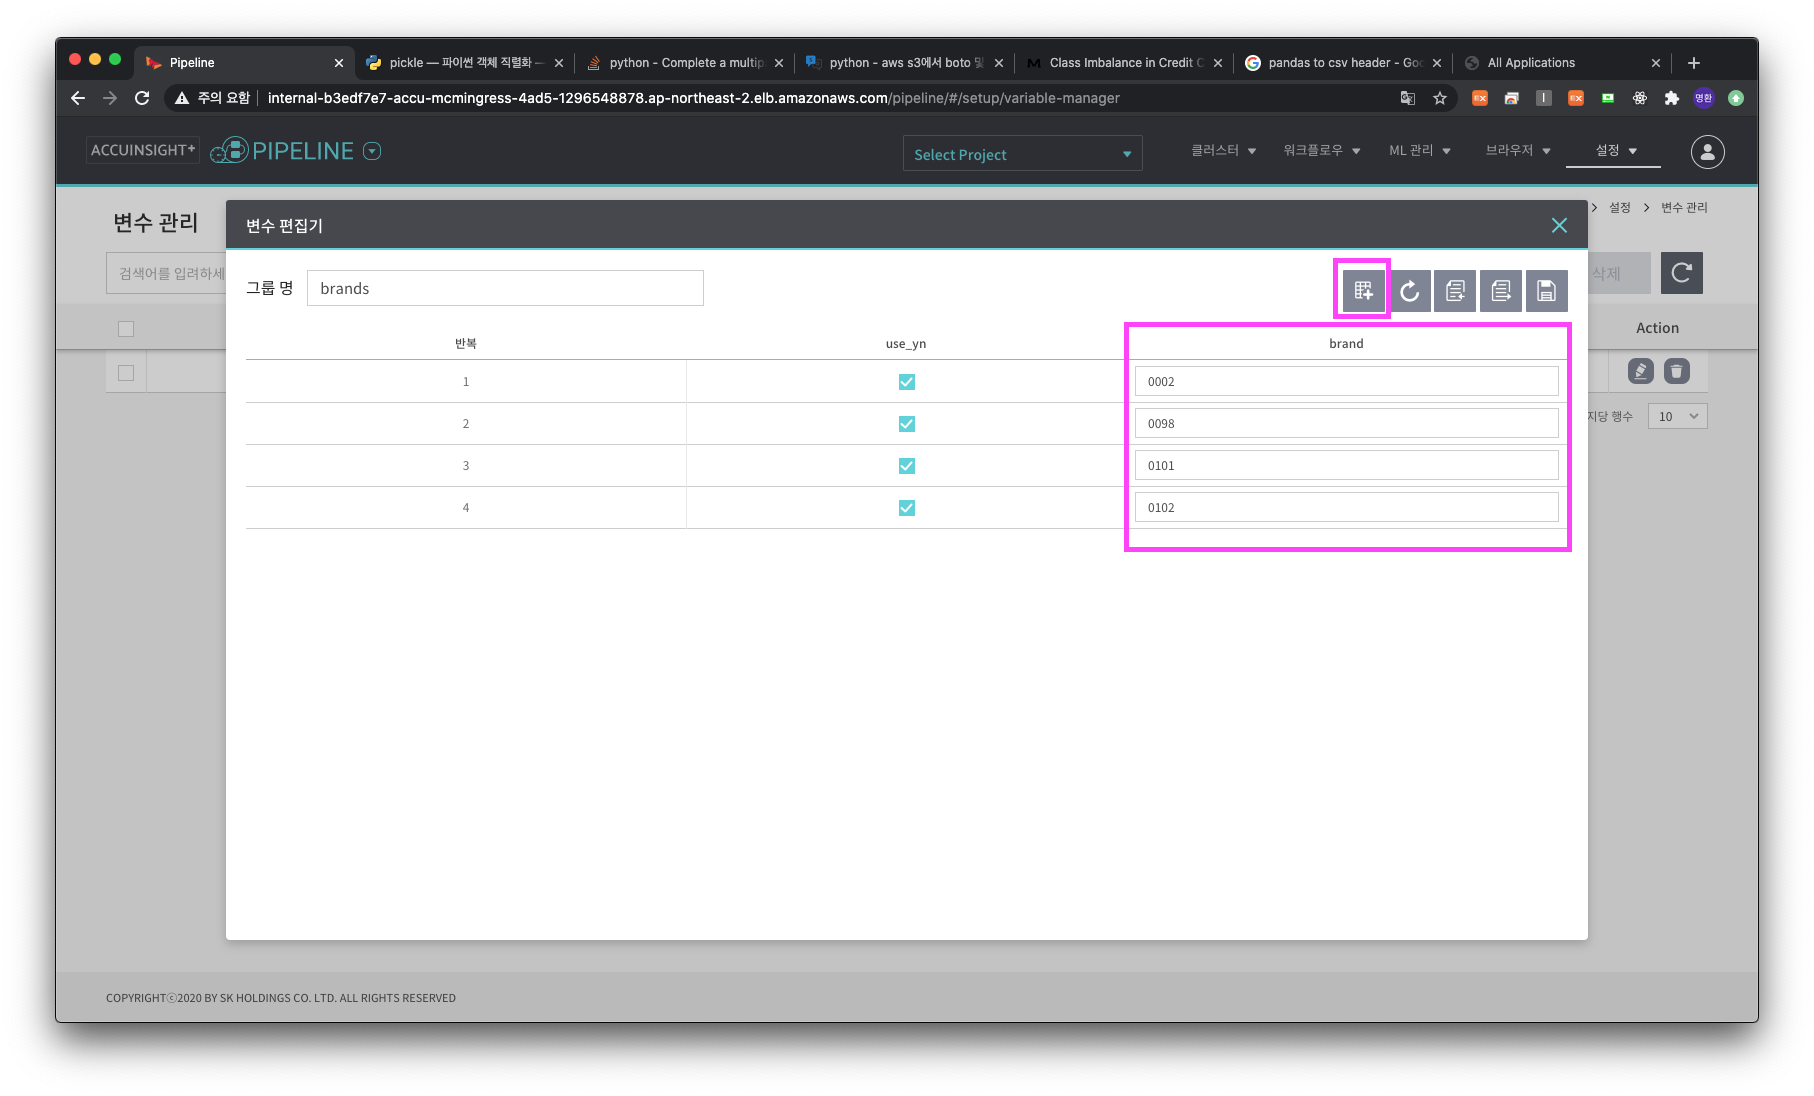 Pipeline
pickle — 파이썬 객체 직렬화 —
python - Complete a multip
python - aws s3에서 boto 및
Class Imbalance in Credit C
pandas to csv header - Goo
All Applications
주의 요함
internal-b3edf7e7-accu-mcmingress-4ad5-1296548878.ap-northeast-2.elb.amazonaws.com/pipeline/#/setup/variable-manager
명환
ACCUINSIGHT+
PIPELINE
Select Project
클러스터
워크플로우
ML 관리
브라우저
설정
변수 관리
설정 > 변수 관리
변수 편집기
검색어를 입력하세
삭제
그룹 명
brands
Action
반복 use_yn brand
1 0002
2 0098
3 0101
4 0102
지당 행수 10
COPYRIGHTⓒ2020 BY SK HOLDINGS CO. LTD. ALL RIGHTS RESERVED